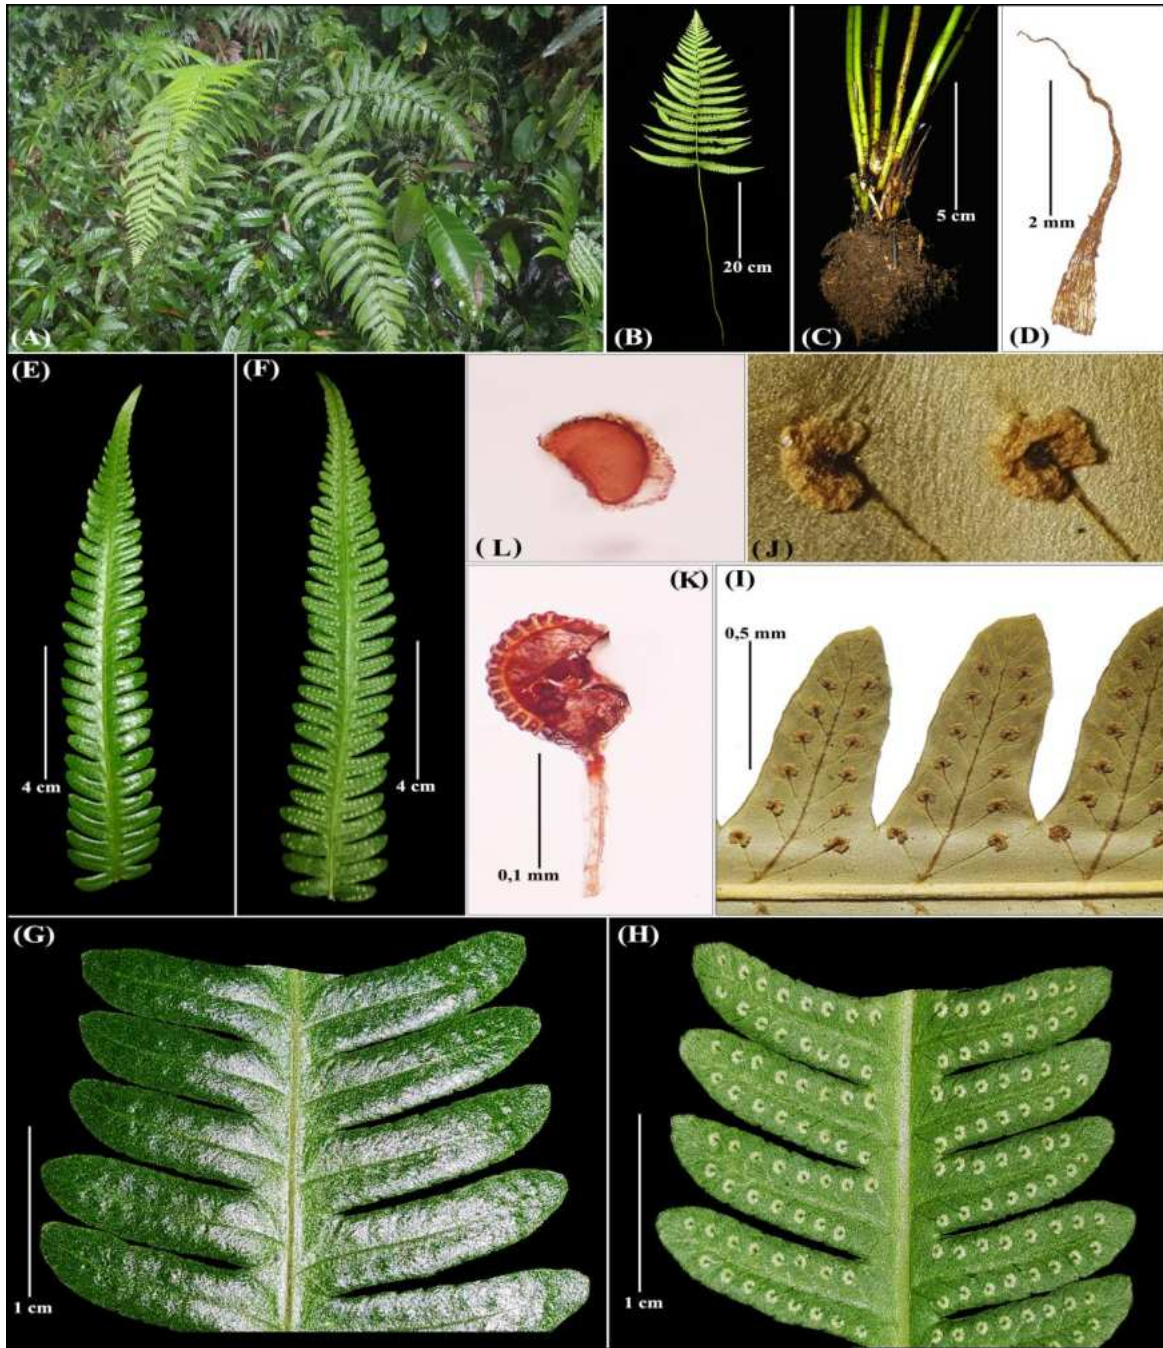 (A)
(B)
20 cm
(C)
5 cm
(D)
2 mm
(E)
4 cm
(F)
4 cm
( L )
( J )
(K)
0,1 mm
(I)
0,5 mm
(G)
1 cm
(H)
1 cm